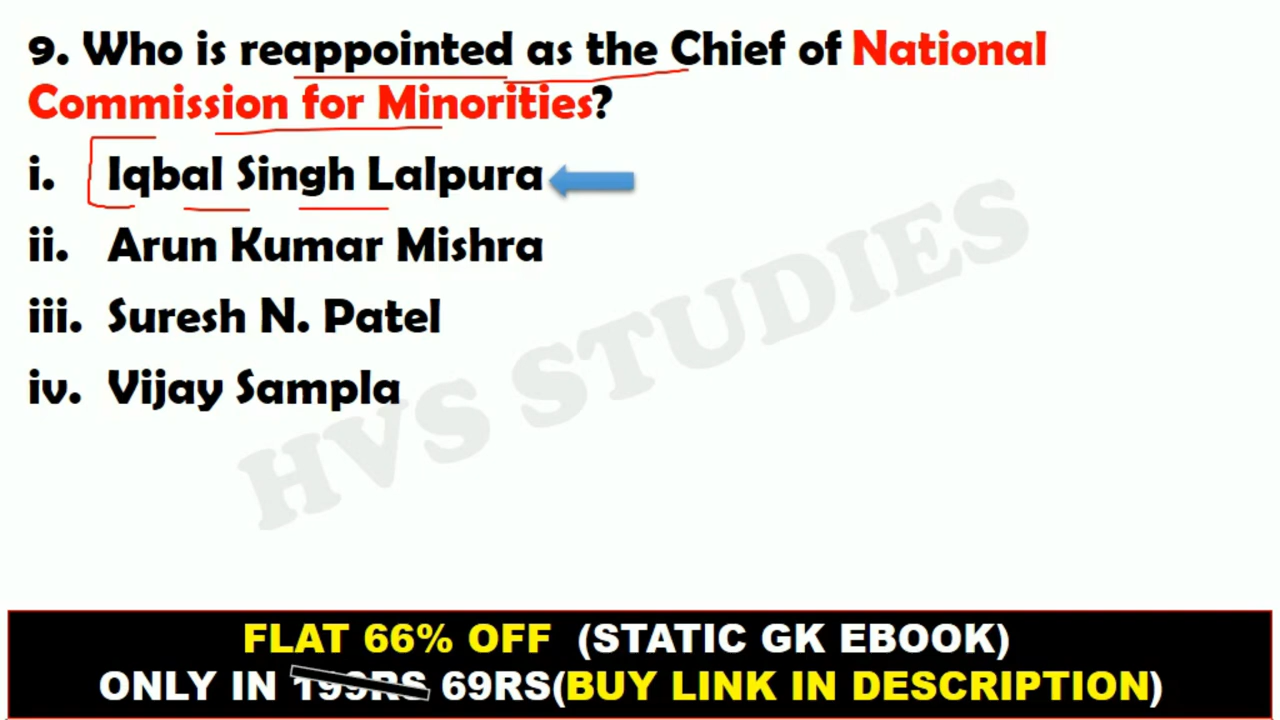 9. Who is reappointed as the Chief of National
Commission for Minorities?
i. Iqbal Singh Lalpura
ii. Arun Kumar Mishra
iii. Suresh N. Patel
iv. Vijay Sampla
HVS STUDIES
FLAT 66% OFF (STATIC GK EBOOK)
ONLY IN 199RS 69RS(BUY LINK IN DESCRIPTION)